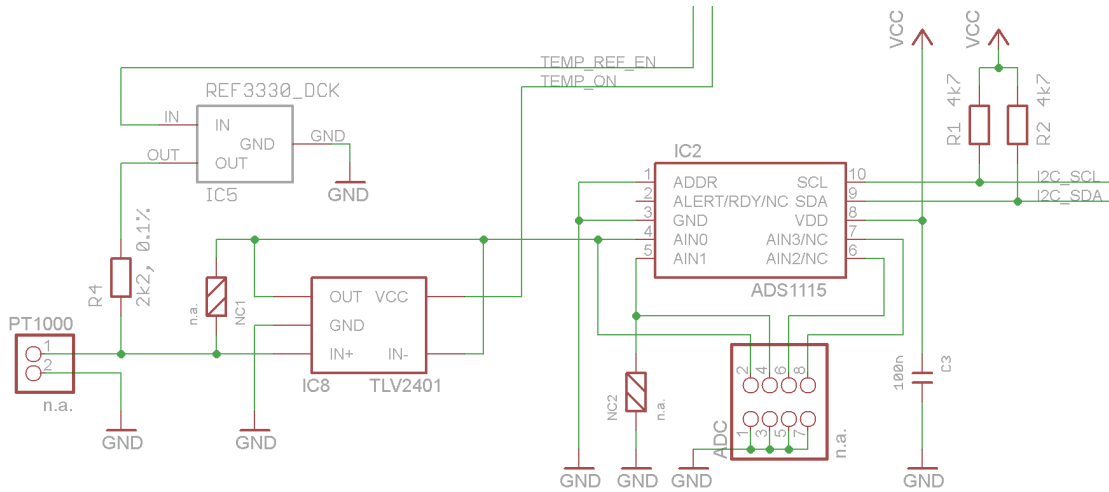 VCC
VCC
TEMP_REF_EN
TEMP_ON
REF3330_DCK
IN
IN
GND
GND
OUT
OUT
IC5
GND
R1
4k7
R2
4k7
IC2
1
ADDR
SCL
10
I2C_SCL
2
ALERT/RDY/NC
SDA
9
I2C_SDA
3
GND
VDD
8
4
AIN0
AIN3/NC
7
5
AIN1
AIN2/NC
6
ADS1115
R4
2k2, 0.1%
n.a.
NC1
OUT
VCC
GND
IN+
IN-
IC8
TLV2401
PT1000
1
2
n.a.
GND
GND
NC2
n.a.
2
4
6
8
1
3
5
7
ADC
n.a.
100n
C3
GND
GND
GND
GND